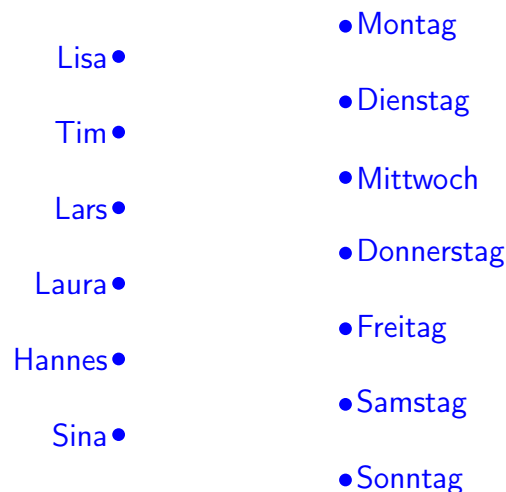 Lisa
Tim
Lars
Laura
Hannes
Sina
Montag
Dienstag
Mittwoch
Donnerstag
Freitag
Samstag
Sonntag